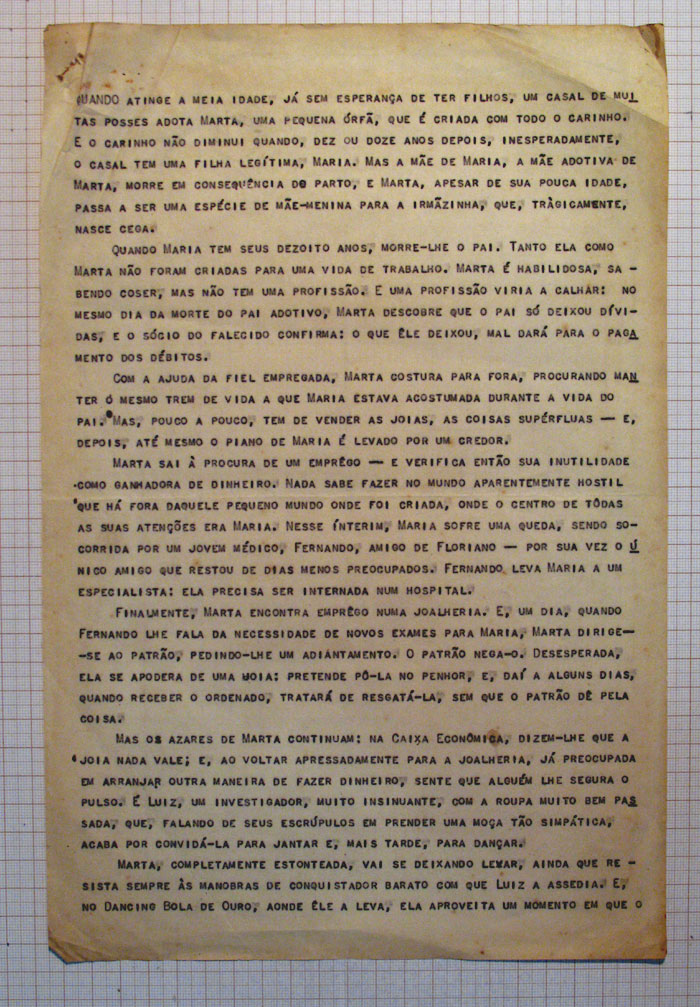 QUANDO ATINGE A MEIA IDADE, JÁ SEM ESPERANÇA DE TER FILHOS, UM CASAL DE MUI
TAS POSSES ADOTA MARTA, UMA PEQUENA ÓRFÃ, QUE É CRIADA COM TODO O CARINHO.
E O CARINHO NÃO DIMINUI QUANDO, DEZ OU DOZE ANOS DEPOIS, INESPERADAMENTE,
O CASAL TEM UMA FILHA LEGÍTIMA, MARIA. MAS A MÃE DE MARIA, A MÃE ADOTIVA DE
MARTA, MORRE EM CONSEQUÊNCIA DO PARTO, E MARTA, APESAR DE SUA POUCA IDADE,
PASSA A SER UMA ESPÉCIE DE MÃE-MENINA PARA A IRMÃZINHA, QUE, TRÀGICAMENTE,
NASCE CEGA.
QUANDO MARIA TEM SEUS DEZOITO ANOS, MORRE-LHE O PAI. TANTO ELA COMO
MARTA NÃO FORAM CRIADAS PARA UMA VIDA DE TRABALHO. MARTA É HABILIDOSA, SA -
BENDO COSER, MAS NÃO TEM UMA PROFISSÃO. E UMA PROFISSÃO VIRIA A CALHAR: NO
MESMO DIA DA MORTE DO PAI ADOTIVO, MARTA DESCOBRE QUE O PAI SÓ DEIXOU DÍVI-
DAS, E O SÓCIO DO FALECIDO CONFIRMA: O QUE ÊLE DEIXOU, MAL DARÁ PARA O PAGA
MENTO DOS DÉBITOS.
COM A AJUDA DA FIEL EMPREGADA, MARTA COSTURA PARA FORA, PROCURANDO MAN
TER Ó MESMO TREM DE VIDA A QUE MARIA ESTAVA ACOSTUMADA DURANTE A VIDA DO
PAI. MAS, POUCO A POUCO, TEM DE VENDER AS JOIAS, AS COISAS SUPÉRFLUAS — E,
DEPOIS, ATÉ MESMO O PIANO DE MARIA É LEVADO POR UM CREDOR.
MARTA SAI À PROCURA DE UM EMPRÊGO — E VERIFICA ENTÃO SUA INUTILIDADE
COMO GANHADORA DE DINHEIRO. NADA SABE FAZER NO MUNDO APARENTEMENTE HOSTIL
QUE HÁ FORA DAQUELE PEQUENO MUNDO ONDE FOI CRIADA, ONDE O CENTRO DE TÔDAS
AS SUAS ATENÇÕES ERA MARIA. NESSE ÍNTERIM, MARIA SOFRE UMA QUEDA, SENDO SO-
CORRIDA POR UM JOVEM MÉDICO, FERNANDO, AMIGO DE FLORIANO — POR SUA VEZ O Ú
NICO AMIGO QUE RESTOU DE DIAS MENOS PREOCUPADOS. FERNANDO LEVA MARIA A UM
ESPECIALISTA: ELA PRECISA SER INTERNADA NUM HOSPITAL.
FINALMENTE, MARTA ENCONTRA EMPRÊGO NUMA JOALHERIA. E, UM DIA, QUANDO
FERNANDO LHE FALA DA NECESSIDADE DE NOVOS EXAMES PARA MARIA, MARTA DIRIGE-
-SE AO PATRÃO, PEDINDO-LHE UM ADIANTAMENTO. O PATRÃO NEGA-O. DESESPERADA,
ELA SE APODERA DE UMA JOIA: PRETENDE PÔ-LA NO PENHOR, E, DAÍ A ALGUNS DIAS,
QUANDO RECEBER O ORDENADO, TRATARÁ DE RESGATÁ-LA, SEM QUE O PATRÃO DÊ PELA
COISA.
MAS OS AZARES DE MARTA CONTINUAM: NA CAIXA ECONÔMICA, DIZEM-LHE QUE A
JOIA NADA VALE; E, AO VOLTAR APRESSADAMENTE PARA A JOALHERIA, JÁ PREOCUPADA
EM ARRANJAR OUTRA MANEIRA DE FAZER DINHEIRO, SENTE QUE ALGUÉM LHE SEGURA O
PULSO. É LUIZ, UM INVESTIGADOR, MUITO INSINUANTE, COM A ROUPA MUITO BEM PAS
SADA, QUE, FALANDO DE SEUS ESCRÚPULOS EM PRENDER UMA MOÇA TÃO SIMPÁTICA,
ACABA POR CONVIDÁ-LA PARA JANTAR E, MAIS TARDE, PARA DANÇAR.
MARTA, COMPLETAMENTE ESTONTEADA, VAI SE DEIXANDO LEVAR, AINDA QUE RE -
SISTA SEMPRE ÀS MANOBRAS DE CONQUISTADOR BARATO COM QUE LUIZ A ASSEDIA. E,
NO DANCING BOLA DE OURO, AONDE ÊLE A LEVA, ELA APROVEITA UM MOMENTO EM QUE O